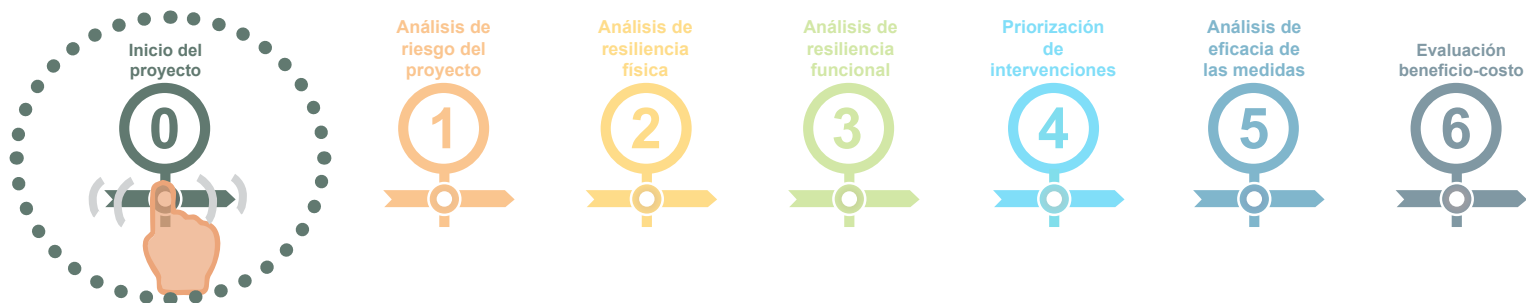 Inicio del
proyecto
0
Análisis de
riesgo del
proyecto
1
Análisis de
resiliencia
física
2
Análisis de
resiliencia
funcional
3
Priorización
de
intervenciones
4
Análisis de
eficacia de
las medidas
5
Evaluación
beneficio-costo
6